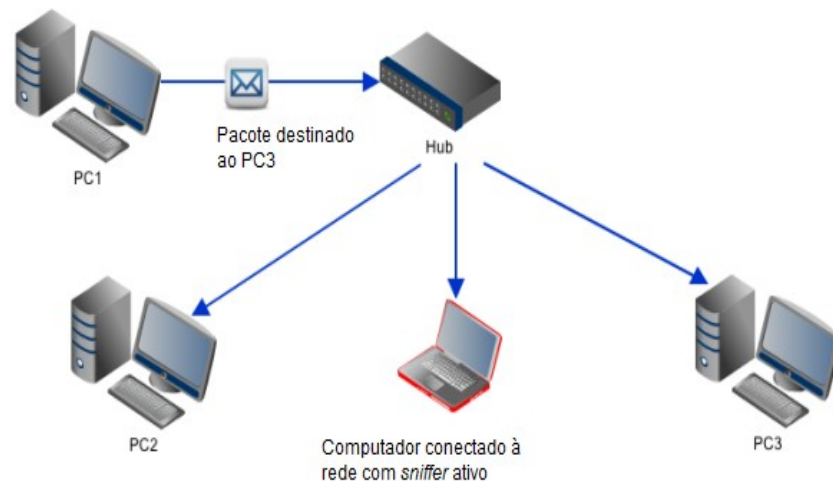 Pacote destinado
ao PC3
PC1
Hub
PC2
Computador conectado à
rede com sniffer ativo
PC3